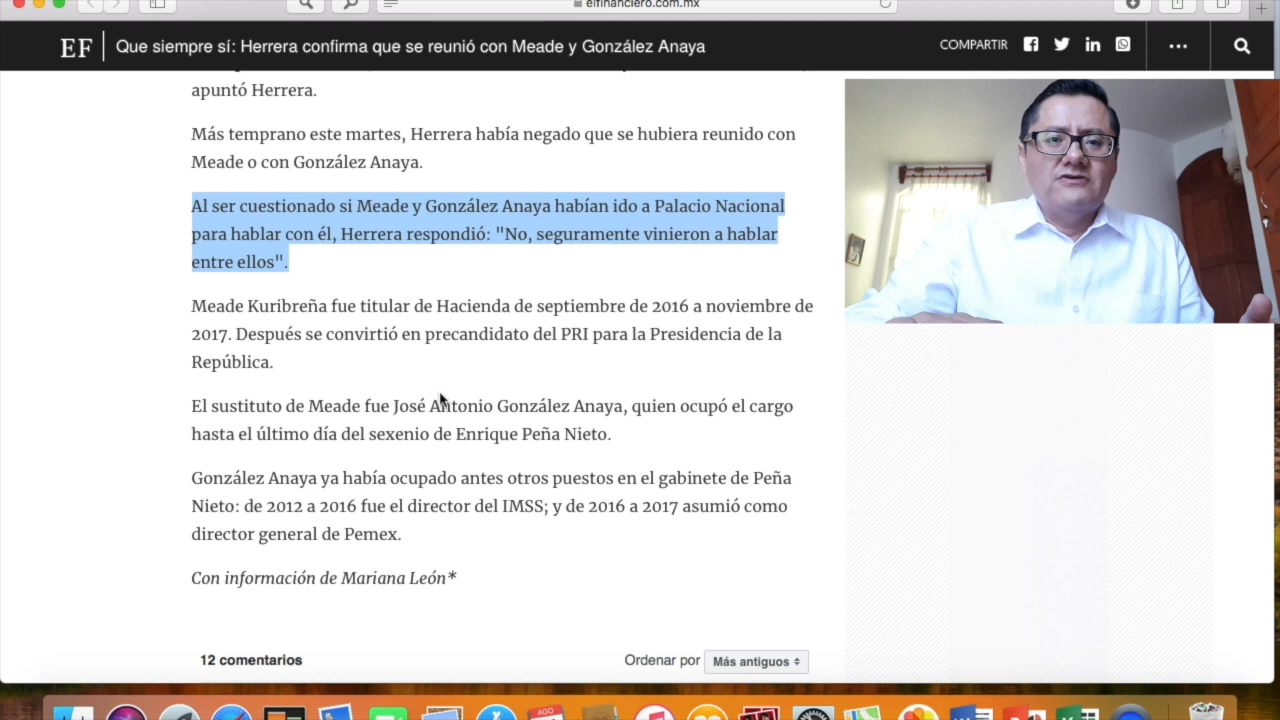 elfinanciero.com.mx
EF
Que siempre sí: Herrera confirma que se reunió con Meade y González Anaya
COMPARTIR
apuntó Herrera.
Más temprano este martes, Herrera había negado que se hubiera reunido con
Meade o con González Anaya.
Al ser cuestionado si Meade y González Anaya habían ido a Palacio Nacional
para hablar con él, Herrera respondió: "No, seguramente vinieron a hablar
entre ellos".
Meade Kuribreña fue titular de Hacienda de septiembre de 2016 a noviembre de
2017. Después se convirtió en precandidato del PRI para la Presidencia de la
República.
El sustituto de Meade fue José Antonio González Anaya, quien ocupó el cargo
hasta el último día del sexenio de Enrique Peña Nieto.
González Anaya ya había ocupado antes otros puestos en el gabinete de Peña
Nieto: de 2012 a 2016 fue el director del IMSS; y de 2016 a 2017 asumió como
director general de Pemex.
Con información de Mariana León*
12 comentarios
Ordenar por
Más antiguos
AGO